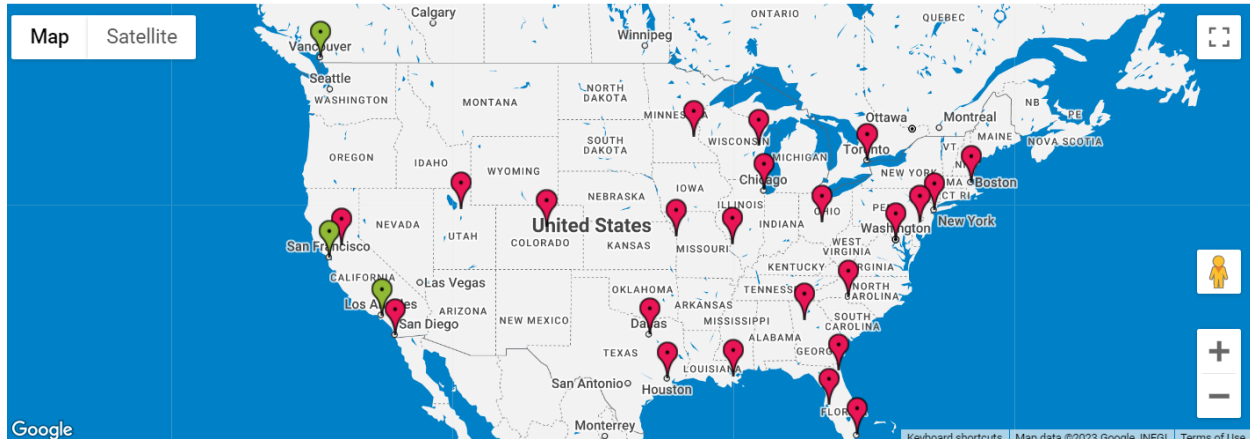 Map
Satellite
Calgary
Winnipeg
ONTARIO
QUEBEC
Vancouver
Seattle
WASHINGTON
MONTANA
NORTH
DAKOTA
MINNESOTA
Ottawa
Montreal
NB
PE
MAINE
NOVA SCOTIA
OREGON
IDAHO
WYOMING
SOUTH
DAKOTA
WISCONSIN
MICHIGAN
Toronto
VT
NH
NEW YORK
MA
Boston
CT RI
Chicago
IOWA
NEBRASKA
ILLINOIS
INDIANA
OHIO
New York
NEVADA
UTAH
COLORADO
United States
KANSAS
MISSOURI
Washington
WEST
VIRGINIA
VIRGINIA
San Francisco
CALIFORNIA
Las Vegas
KENTUCKY
Los Angeles
ARIZONA
NEW MEXICO
OKLAHOMA
ARKANSAS
TENNESSEE
NORTH
CAROLINA
San Diego
Dallas
MISSISSIPPI
ALABAMA
SOUTH
CAROLINA
GEORGIA
TEXAS
LOUISIANA
San Antonio
Houston
FLORIDA
Monterrey
Google
Keyboard shortcuts
Map data ©2023 Google, INEGI
Terms of Use